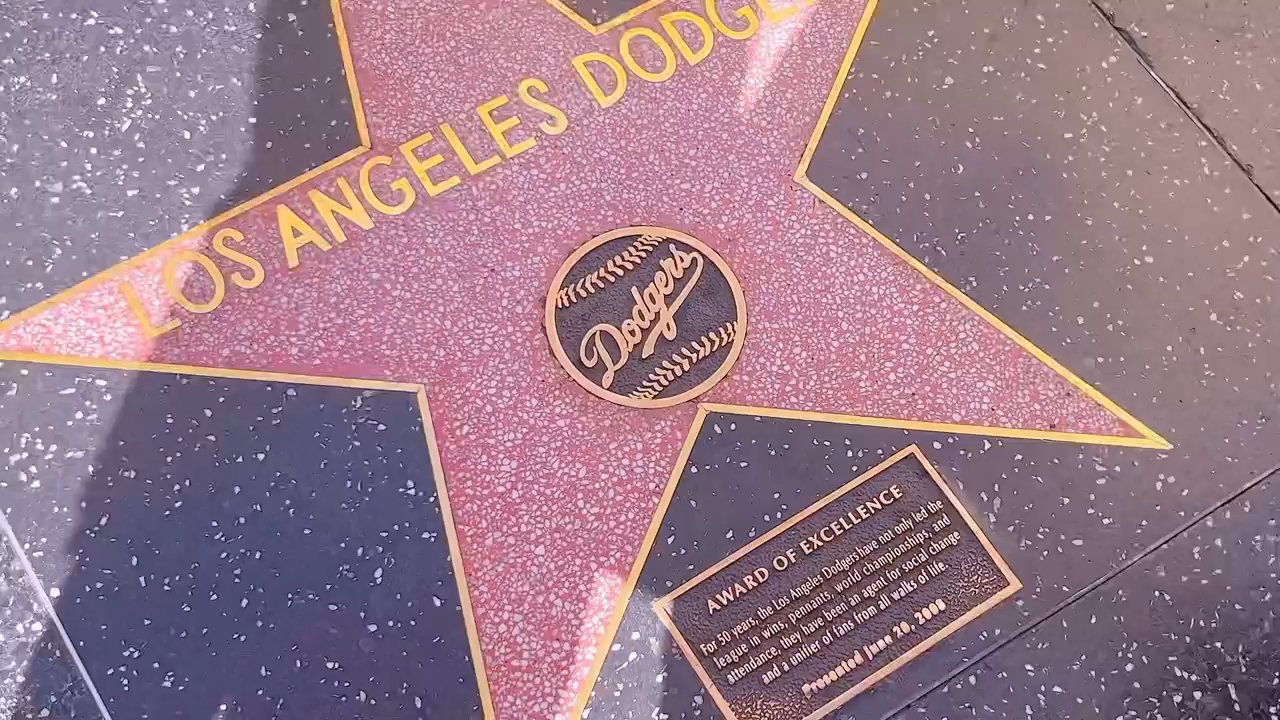 LOS ANGELES DODGE
Dodgers
AWARD OF EXCELLENCE
For 50 years, the Los Angeles Dodgers have not only led the
league in wins, pennants, world championships, and
attendance, they have been an agent for social change
and a unifier of fans from all walks of life
Presented June 20, 2008